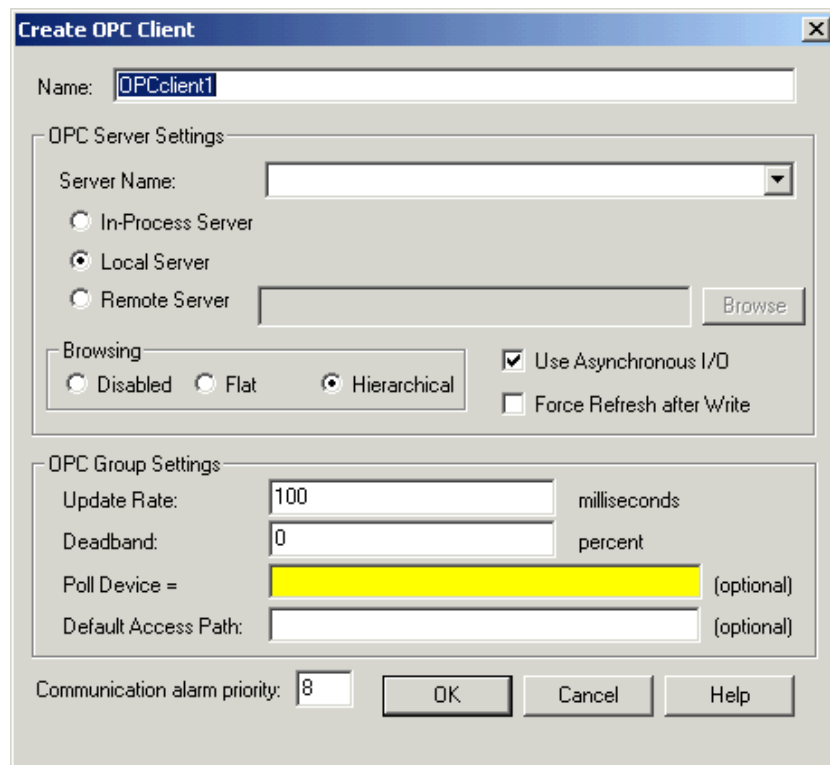 Create OPC Client
Name: OPCclient1
OPC Server Settings
Server Name:
In-Process Server
Local Server
Remote Server Browse
Browsing
Disabled Flat Hierarchical
Use Asynchronous I/O
Force Refresh after Write
OPC Group Settings
Update Rate: 100 milliseconds
Deadband: 0 percent
Poll Device = (optional)
Default Access Path: (optional)
Communication alarm priority: 8 OK Cancel Help